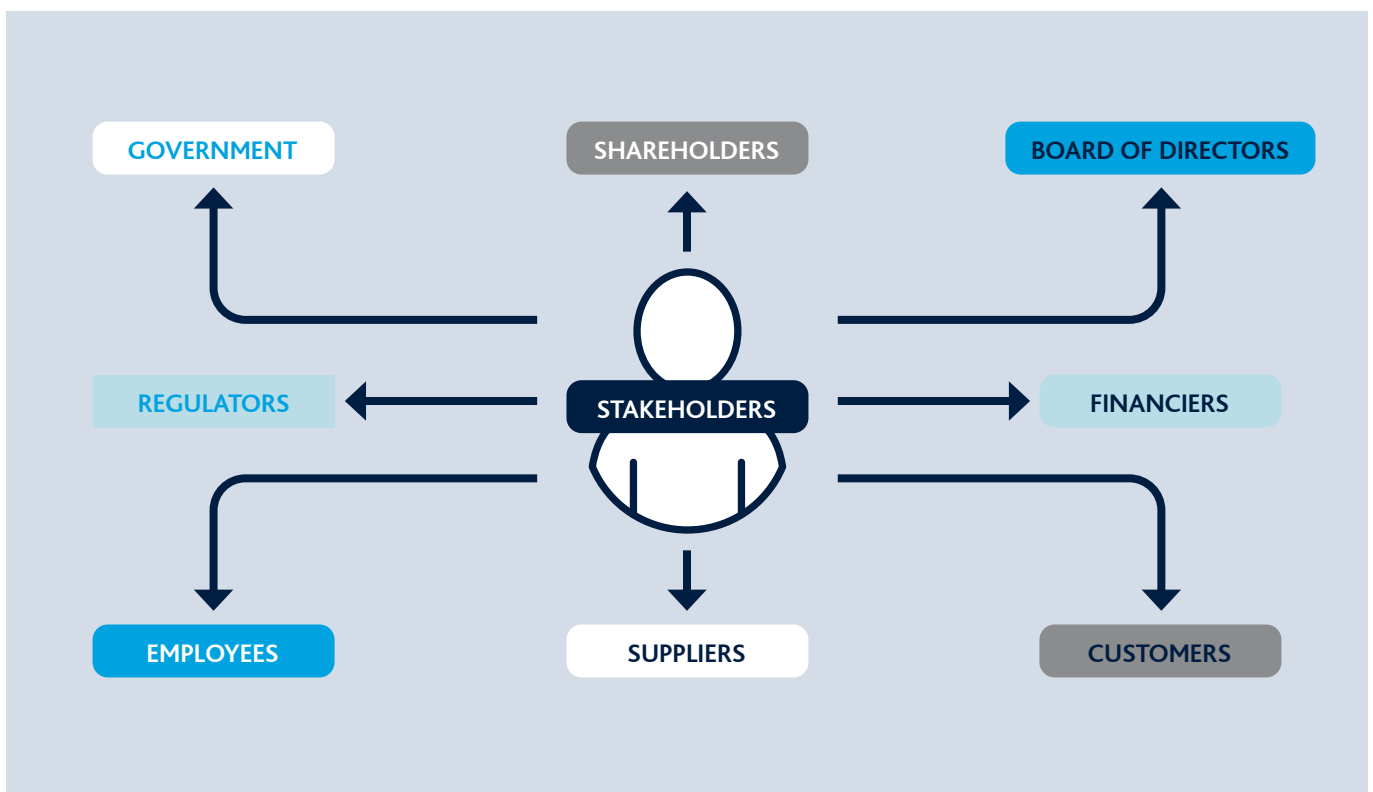 GOVERNMENT
SHAREHOLDERS
BOARD OF DIRECTORS
REGULATORS
STAKEHOLDERS
FINANCIERS
EMPLOYEES
SUPPLIERS
CUSTOMERS